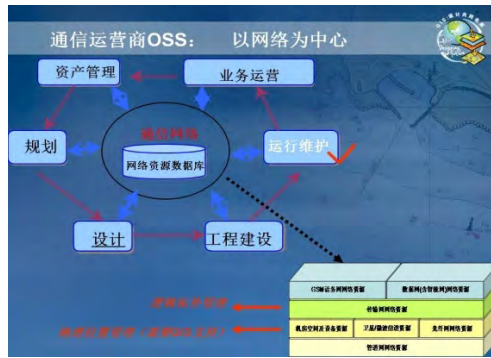 通信运营商OSS： 以网络为中心
资产管理
业务运营
通信网络
规划
网络资源数据库
运行维护
设计
工程建设
GSM业务网网络资源
数据网(含智能网)网络资源
传输网网络资源
机房空间及设备资源
卫星/微波信道资源
光纤网网络资源
管道网网络资源